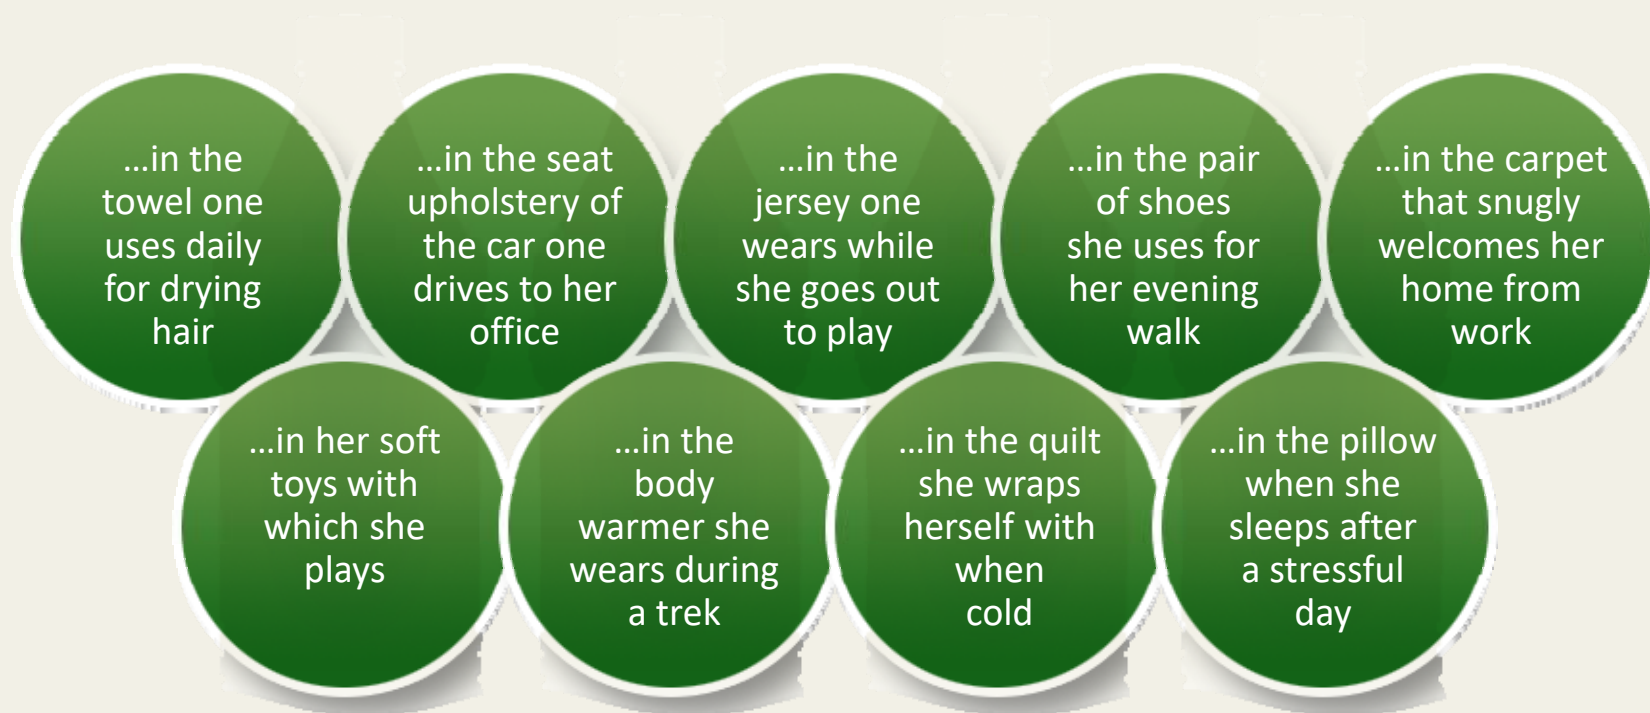 ...in the
towel one
uses daily
for drying
hair
...in the seat
upholstery of
the car one
drives to her
office
...in the
jersey one
wears while
she goes out
to play
...in the pair
of shoes
she uses for
her evening
walk
...in the carpet
that snugly
welcomes her
home from
work
...in her soft
toys with
which she
plays
...in the
body
warmer she
wears during
a trek
...in the quilt
she wraps
herself with
when
cold
...in the pillow
when she
sleeps after
a stressful
day